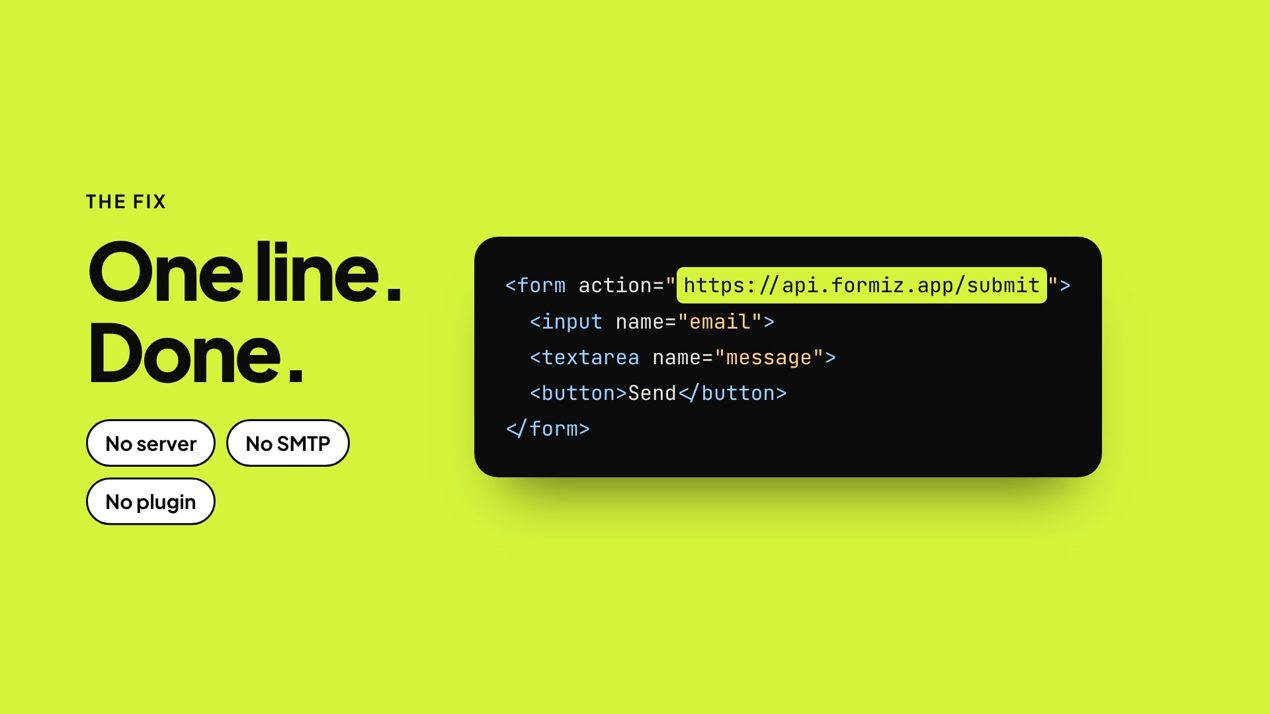 THE FIX
One line.
Done.
No server
No SMTP
No plugin
<form action="https://api.formiz.app/submit">
  <input name="email">
  <textarea name="message">
  <button>Send</button>
</form>